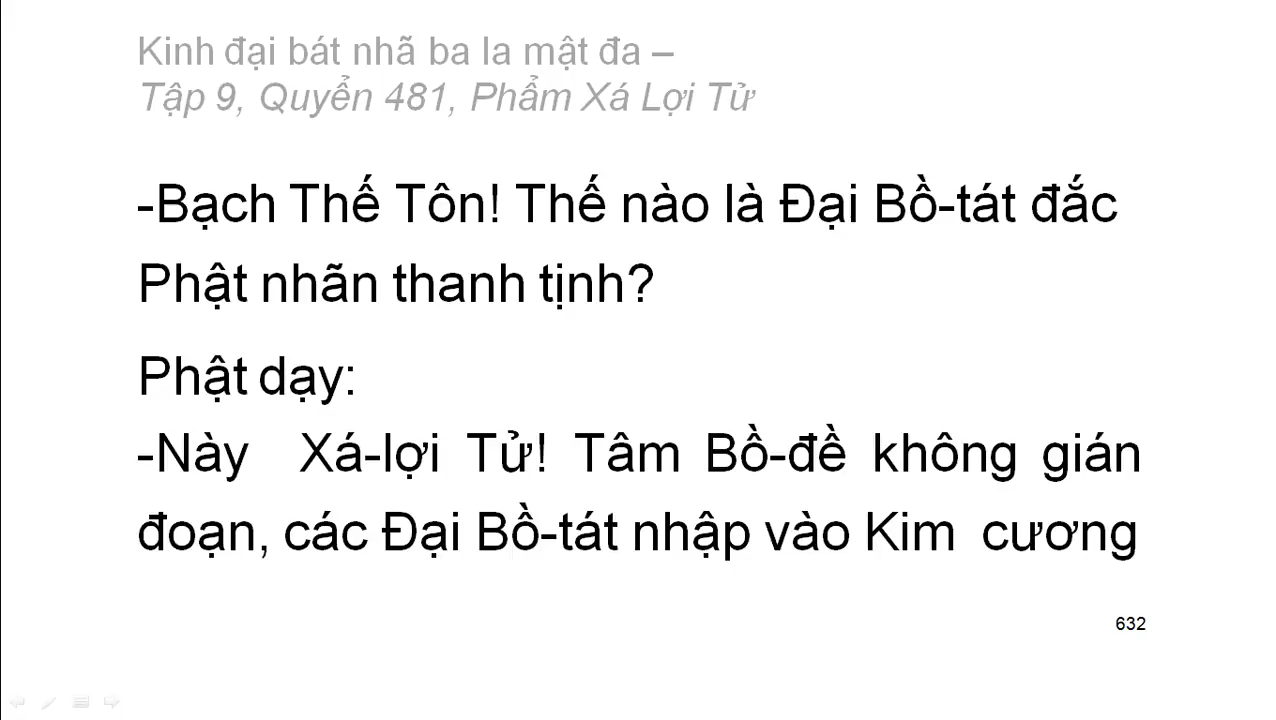 Kinh đại bát nhã ba la mật đa –
Tập 9, Quyển 481, Phẩm Xá Lợi Tử
-Bạch Thế Tôn! Thế nào là Đại Bồ-tát đắc
Phật nhãn thanh tịnh?
Phật dạy:
-Này Xá-lợi Tử! Tâm Bồ-đề không gián
đoạn, các Đại Bồ-tát nhập vào Kim cương
632